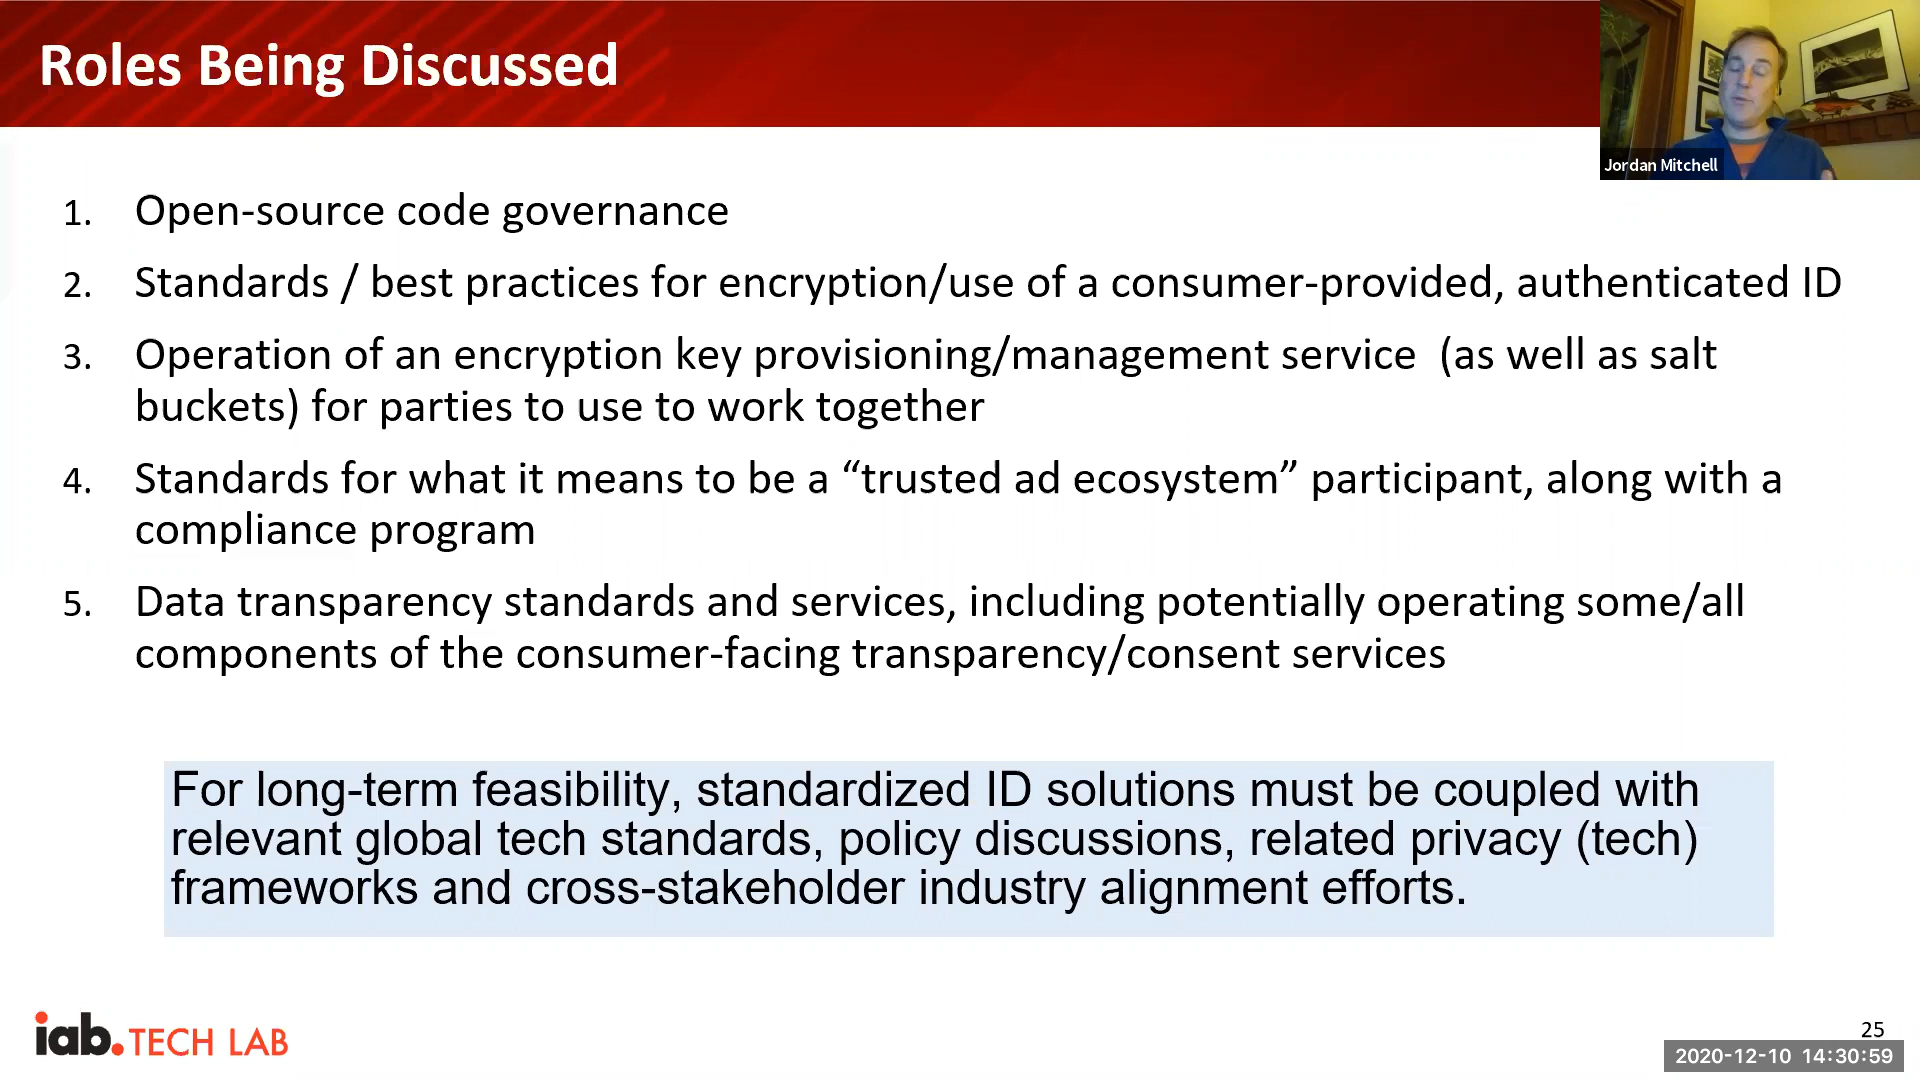 Roles Being Discussed
Jordan Mitchell
1. Open-source code governance
2. Standards / best practices for encryption/use of a consumer-provided, authenticated ID
3. Operation of an encryption key provisioning/management service  (as well as salt
buckets) for parties to use to work together
4. Standards for what it means to be a “trusted ad ecosystem” participant, along with a
compliance program
5. Data transparency standards and services, including potentially operating some/all
components of the consumer-facing transparency/consent services
For long-term feasibility, standardized ID solutions must be coupled with
relevant global tech standards, policy discussions, related privacy (tech)
frameworks and cross-stakeholder industry alignment efforts.
iab.TECH LAB
25
2020-12-10 14:30:59